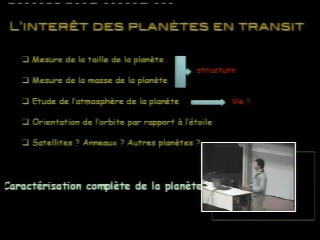 L'INTERÊT DES PLANÈTES EN TRANSIT
❑ Mesure de la taille de la planète
structure
❑ Mesure de la masse de la planète
❑ Etude de l'atmosphère de la planète
Vie ?
❑ Orientation de l'orbite par rapport à l'étoile
❑ Satellites ? Anneaux ? Autres planètes ?
Caractérisation complète de la planète